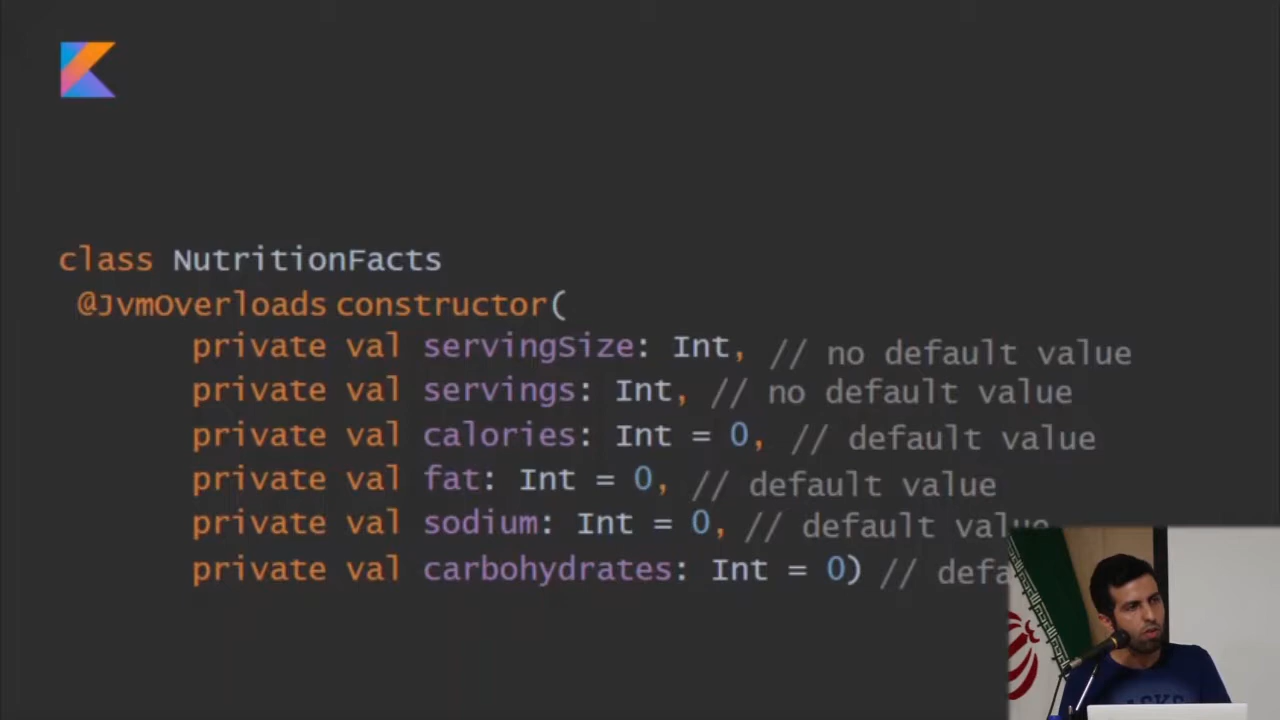 class NutritionFacts
@JvmOverloads constructor(
private val servingSize: Int, // no default value
private val servings: Int, // no default value
private val calories: Int = 0, // default value
private val fat: Int = 0, // default value
private val sodium: Int = 0, // default value
private val carbohydrates: Int = 0) // defa